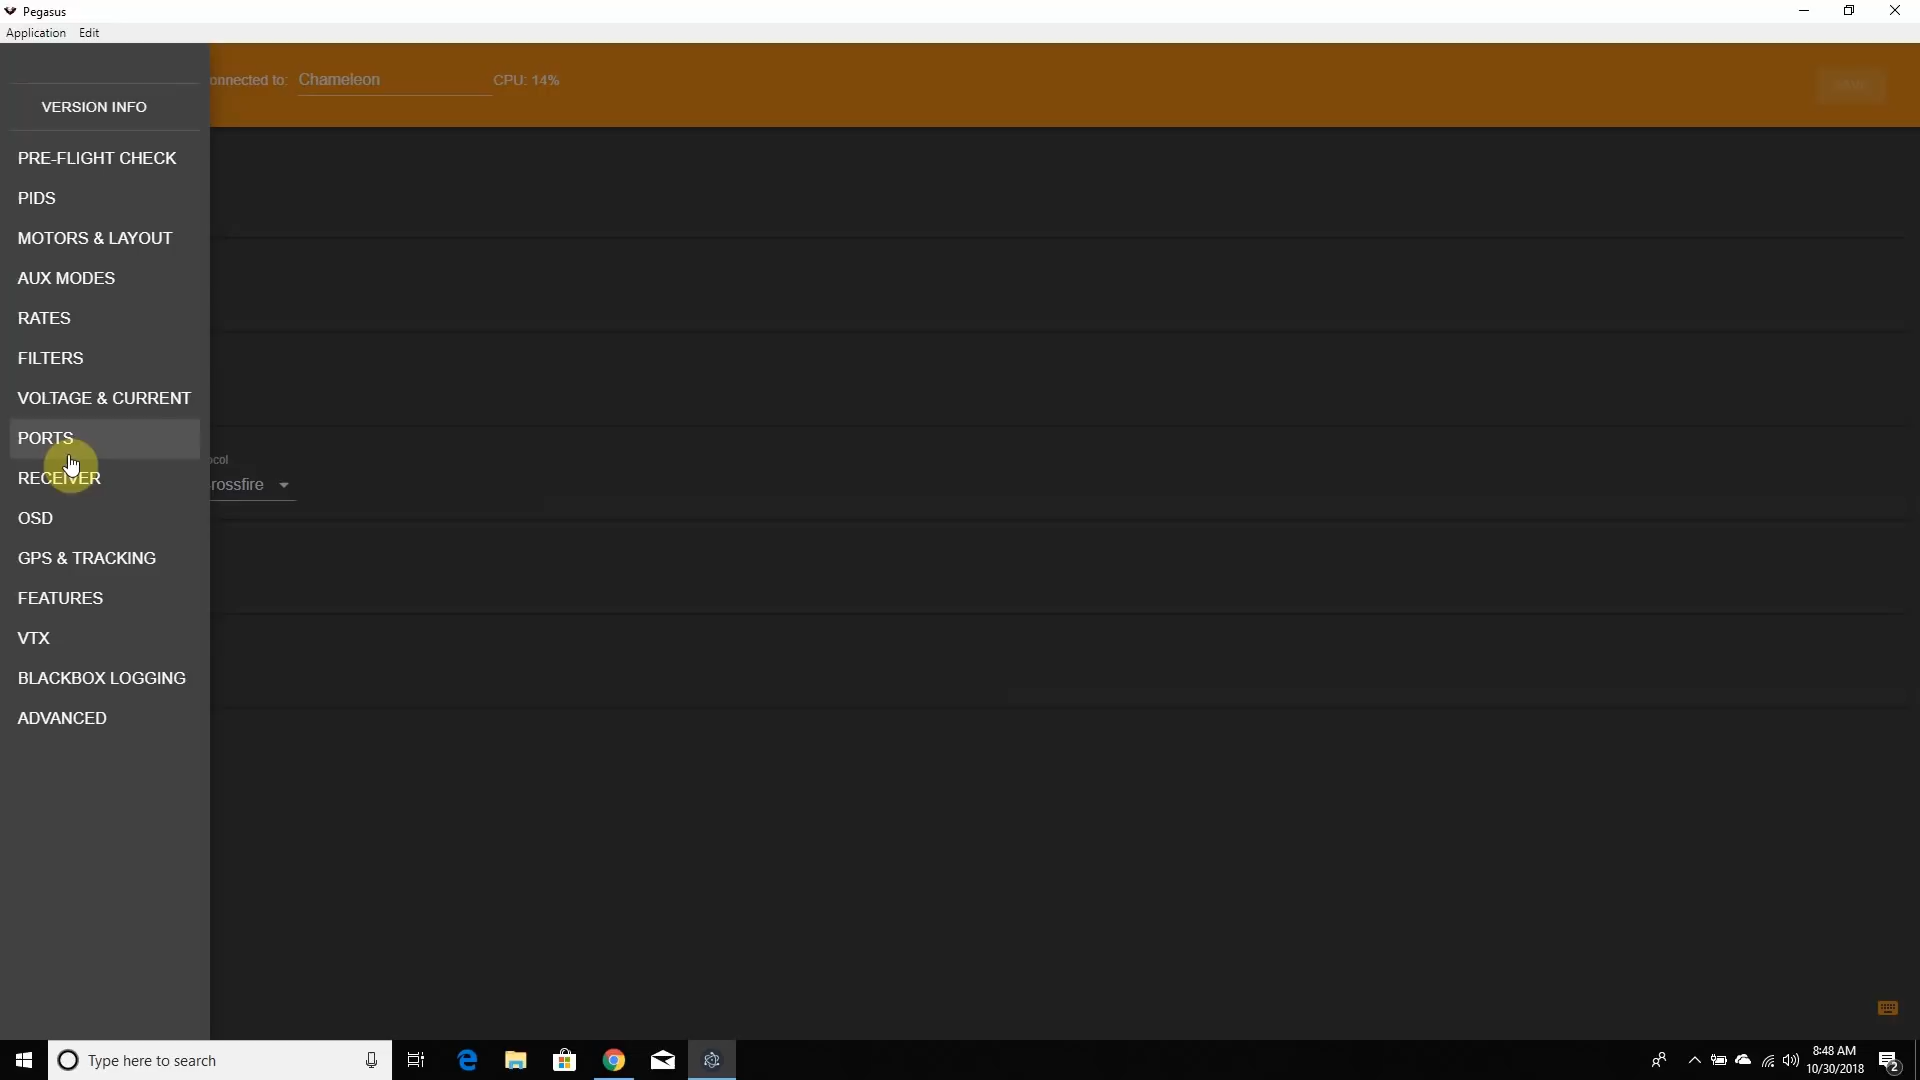 Pegasus
Application Edit
onnected to: Chameleon CPU: 14%
VERSION INFO
PRE-FLIGHT CHECK
PIDS
MOTORS & LAYOUT
AUX MODES
RATES
FILTERS
VOLTAGE & CURRENT
PORTS
ocol
RECEIVER
rossfire
OSD
GPS & TRACKING
FEATURES
VTX
BLACKBOX LOGGING
ADVANCED
Type here to search
8:48 AM
10/30/2018
2